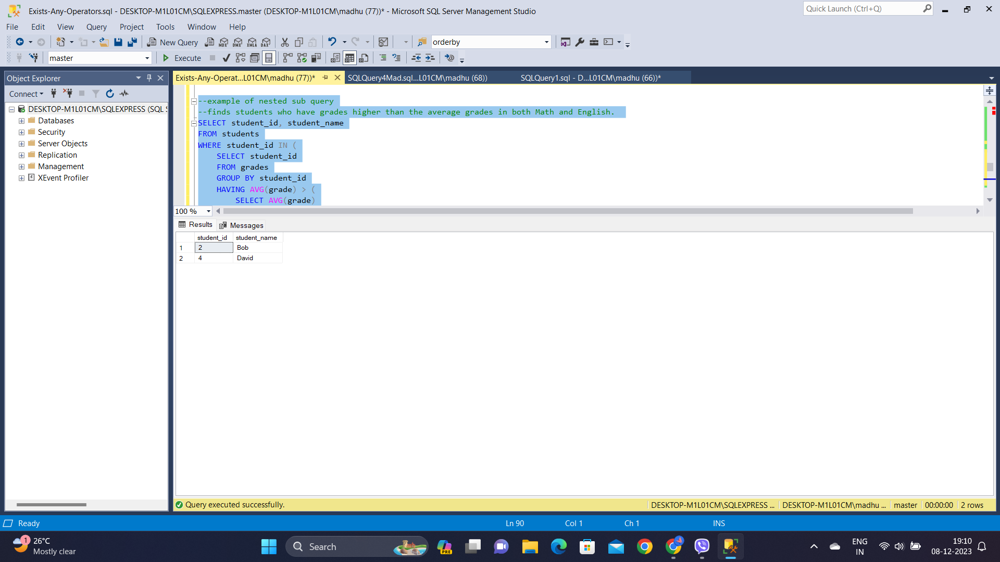 Exists-Any-Operators.sql - DESKTOP-M1L01CM\SQLEXPRESS.master (DESKTOP-M1L01CM\madhu (77))* - Microsoft SQL Server Management Studio
Quick Launch (Ctrl+Q)
File Edit View Query Project Tools Window Help
New Query MDX DMX XMLA DAX orderby
master Execute
Object Explorer
Connect
DESKTOP-M1L01CM\SQLEXPRESS (SQL S
Databases
Security
Server Objects
Replication
Management
XEvent Profiler
Exists-Any-Operat...L01CM\madhu (77))* SQLQuery4Mad.sql...L01CM\madhu (68)) SQLQuery1.sql - D...L01CM\madhu (66))*
--example of nested sub query
--finds students who have grades higher than the average grades in both Math and English.
SELECT student_id, student_name
FROM students
WHERE student_id IN (
SELECT student_id
FROM grades
GROUP BY student_id
HAVING AVG(grade) > (
SELECT AVG(grade)
100 %
Results Messages
student_id student_name
1 2 Bob
2 4 David
Query executed successfully.
DESKTOP-M1L01CM\SQLEXPRESS ... DESKTOP-M1L01CM\madhu ... master 00:00:00 2 rows
Ready Ln 90 Col 1 Ch 1 INS
1 26°C
Mostly clear
Search
PRE
ENG
IN
19:10
08-12-2023